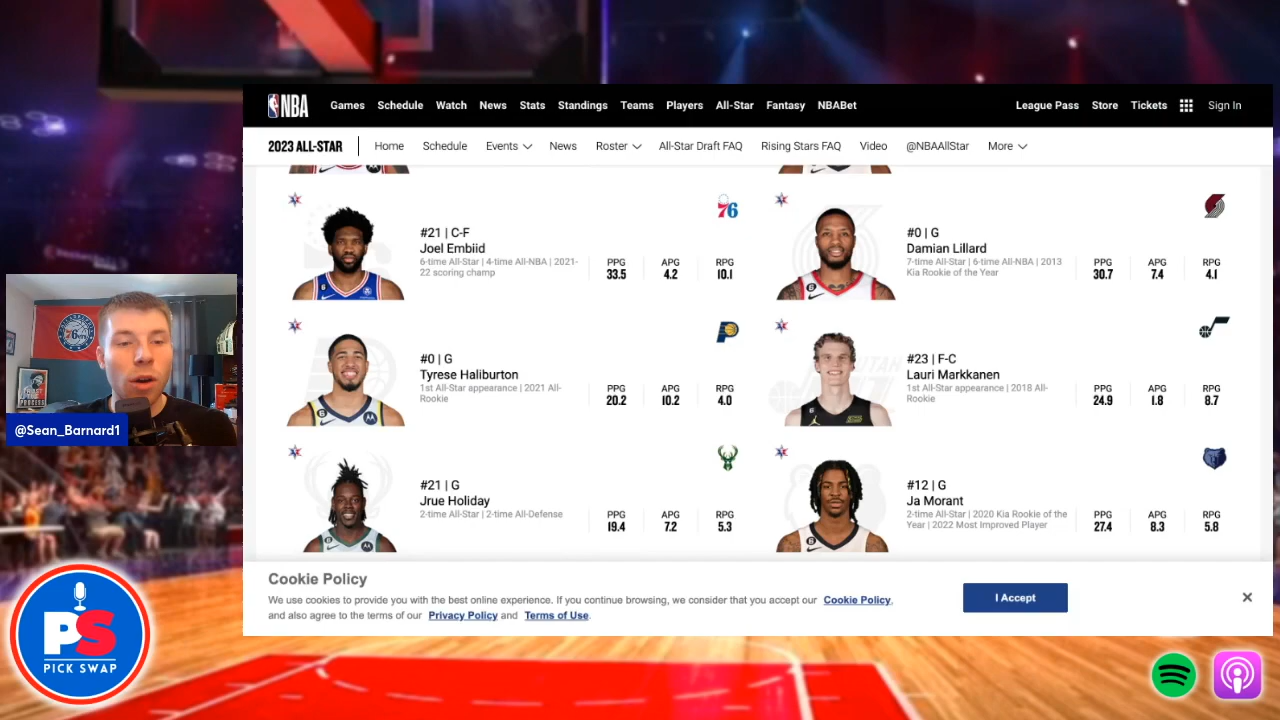 NBA
Games Schedule Watch News Stats Standings Teams Players All-Star Fantasy NBABet League Pass Store Tickets Sign In
2023 ALL-STAR Home Schedule Events News Roster All-Star Draft FAQ Rising Stars FAQ Video @NBAAllStar More
#21 | C-F
Joel Embiid
6-time All-Star | 4-time All-NBA | 2021-
22 scoring champ
PPG APG RPG
33.5 4.2 10.1
76
#0 | G
Damian Lillard
7-time All-Star | 6-time All-NBA | 2013
Kia Rookie of the Year
PPG APG RPG
30.7 7.4 4.1
#0 | G
Tyrese Haliburton
1st All-Star appearance | 2021 All-
Rookie
PPG APG RPG
20.2 10.2 4.0
#23 | F-C
Lauri Markkanen
1st All-Star appearance | 2018 All-
Rookie
PPG APG RPG
24.9 1.8 8.7
#21 | G
Jrue Holiday
2-time All-Star | 2-time All-Defense
PPG APG RPG
19.4 7.2 5.3
#12 | G
Ja Morant
2-time All-Star | 2020 Kia Rookie of the
Year | 2022 Most Improved Player
PPG APG RPG
27.4 8.3 5.8
Cookie Policy
We use cookies to provide you with the best online experience. If you continue browsing, we consider that you accept our Cookie Policy,
and also agree to the terms of our Privacy Policy and Terms of Use.
I Accept
76ers
@Sean_Barnard1
PS
PICK SWAP